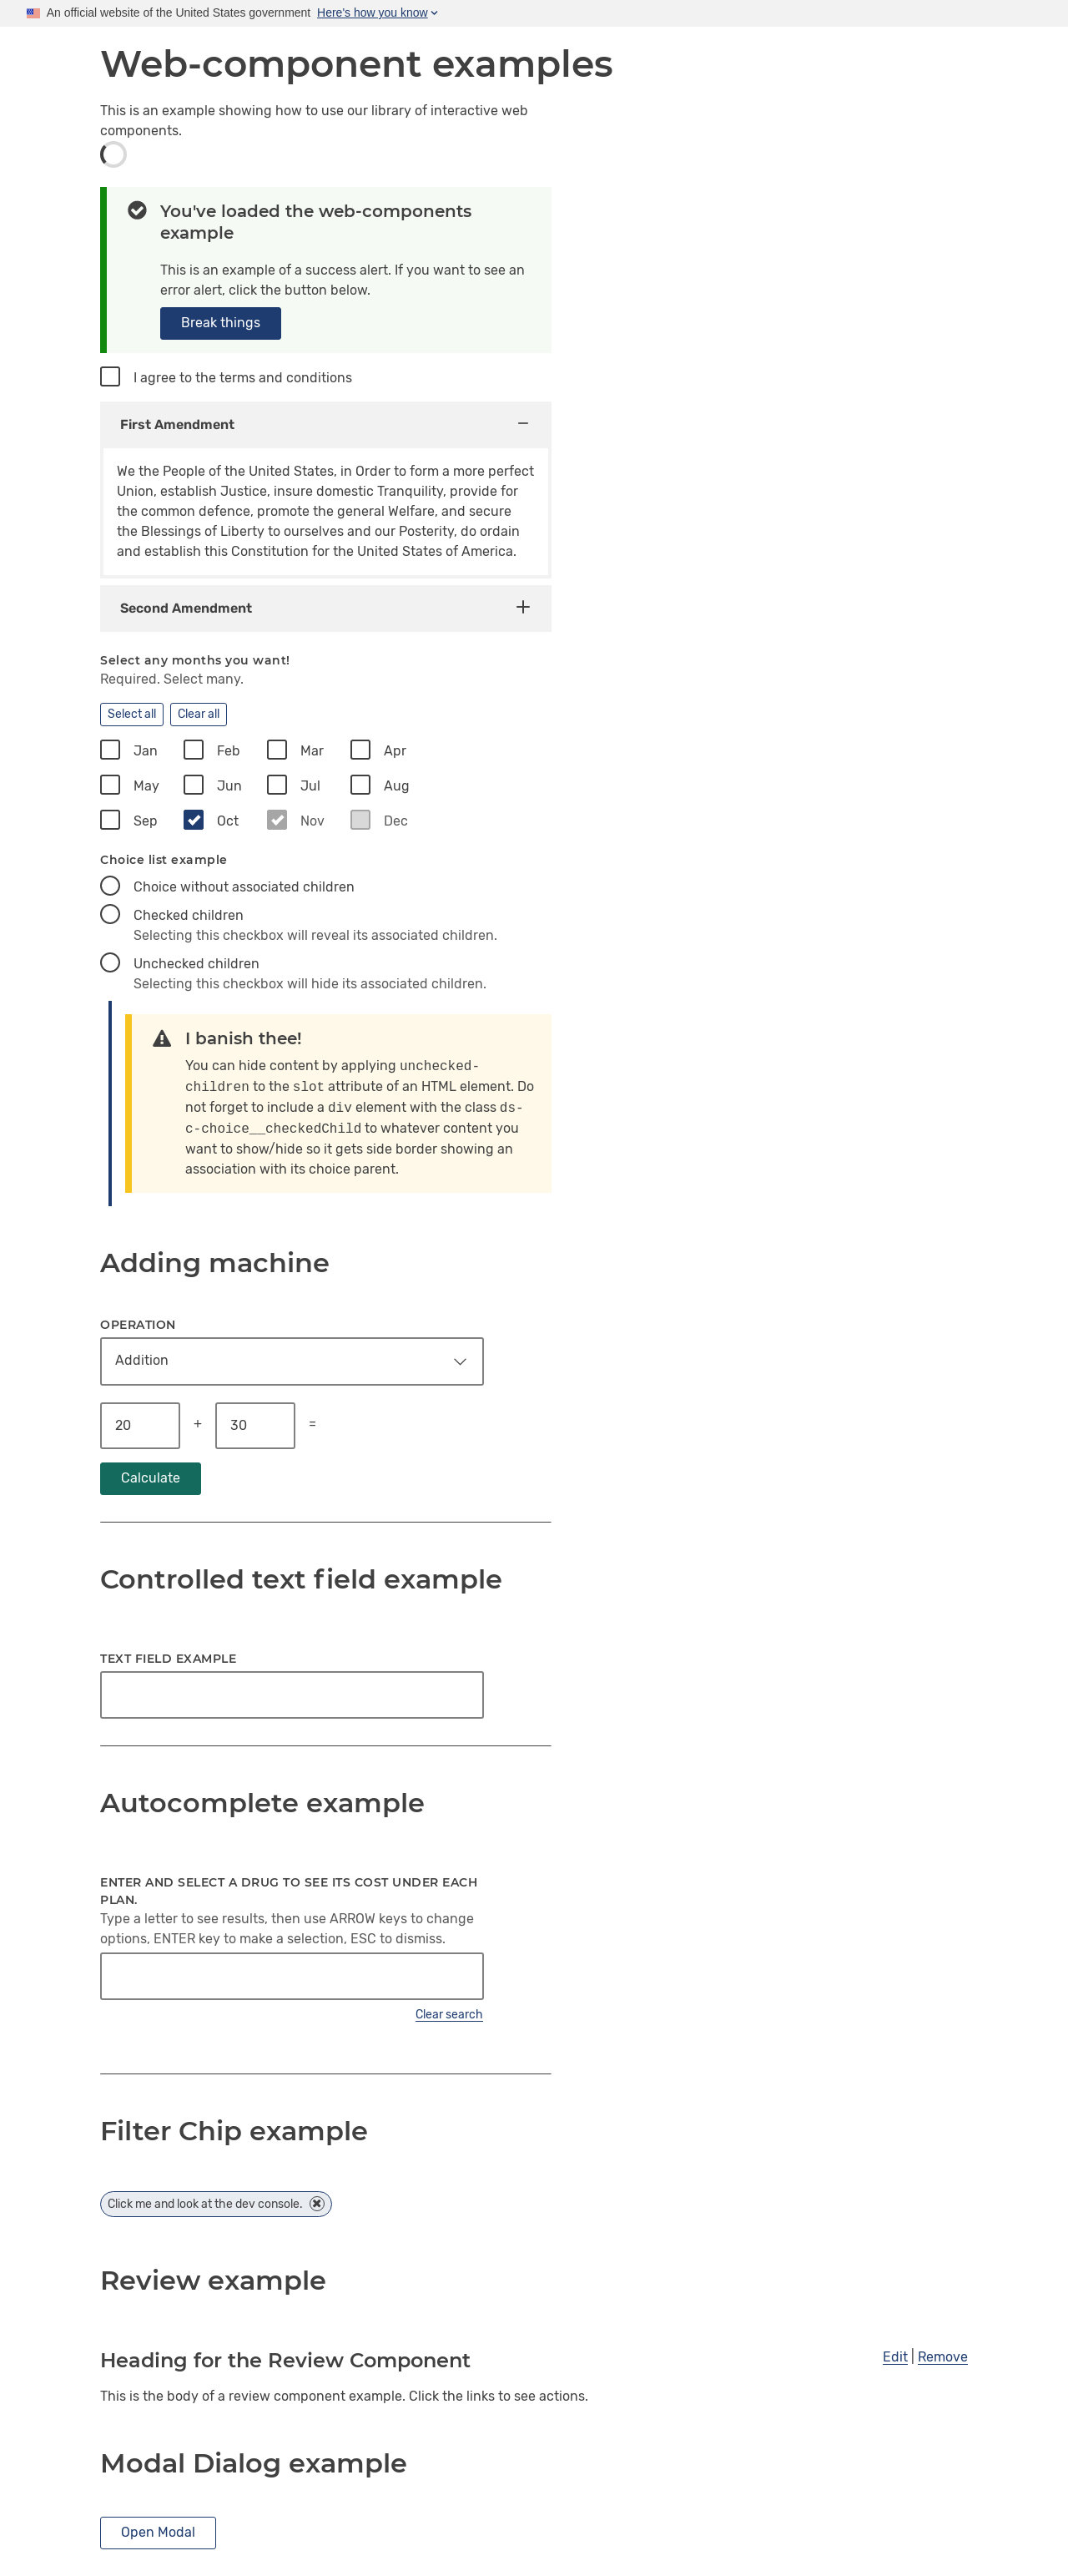 An official website of the United States government Here's how you know
Web-component examples
This is an example showing how to use our library of interactive web
components.
You've loaded the web-components
example
This is an example of a success alert. If you want to see an
error alert, click the button below.
Break things
I agree to the terms and conditions
First Amendment
We the People of the United States, in Order to form a more perfect
Union, establish Justice, insure domestic Tranquility, provide for
the common defence, promote the general Welfare, and secure
the Blessings of Liberty to ourselves and our Posterity, do ordain
and establish this Constitution for the United States of America.
Second Amendment
Select any months you want!
Required. Select many.
Select all Clear all
Jan Feb Mar Apr
May Jun Jul Aug
Sep Oct Nov Dec
Choice list example
Choice without associated children
Checked children
Selecting this checkbox will reveal its associated children.
Unchecked children
Selecting this checkbox will hide its associated children.
I banish thee!
You can hide content by applying unchecked-
children to the slot attribute of an HTML element. Do
not forget to include a div element with the class ds-
c-choice__checkedChild to whatever content you
want to show/hide so it gets side border showing an
association with its choice parent.
Adding machine
OPERATION
Addition
20 + 30 =
Calculate
Controlled text field example
TEXT FIELD EXAMPLE
Autocomplete example
ENTER AND SELECT A DRUG TO SEE ITS COST UNDER EACH
PLAN.
Type a letter to see results, then use ARROW keys to change
options, ENTER key to make a selection, ESC to dismiss.
Clear search
Filter Chip example
Click me and look at the dev console.
Review example
Heading for the Review Component
Edit | Remove
This is the body of a review component example. Click the links to see actions.
Modal Dialog example
Open Modal